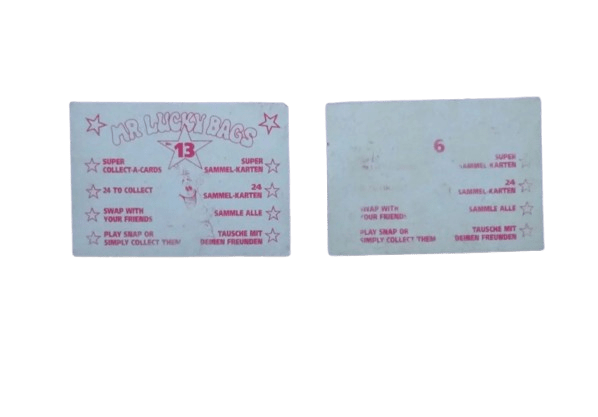 MR LUCKY BAGS
13
SUPER
COLLECT-A-CARDS
24 TO COLLECT
SWAP WITH
YOUR FRIENDS
PLAY SNAP OR
SIMPLY COLLECT THEM
SUPER
SAMMEL-KARTEN
24
SAMMEL-KARTEN
SAMMLE ALLE
TAUSCHE MIT
DEINEN FREUNDEN
6
SUPER
SAMMEL-KARTEN
24
SAMMEL-KARTEN
SWAP WITH
YOUR FRIENDS
SAMMLE ALLE
PLAY SNAP OR
SIMPLY COLLECT THEM
TAUSCHE MIT
DEINEN FREUNDEN